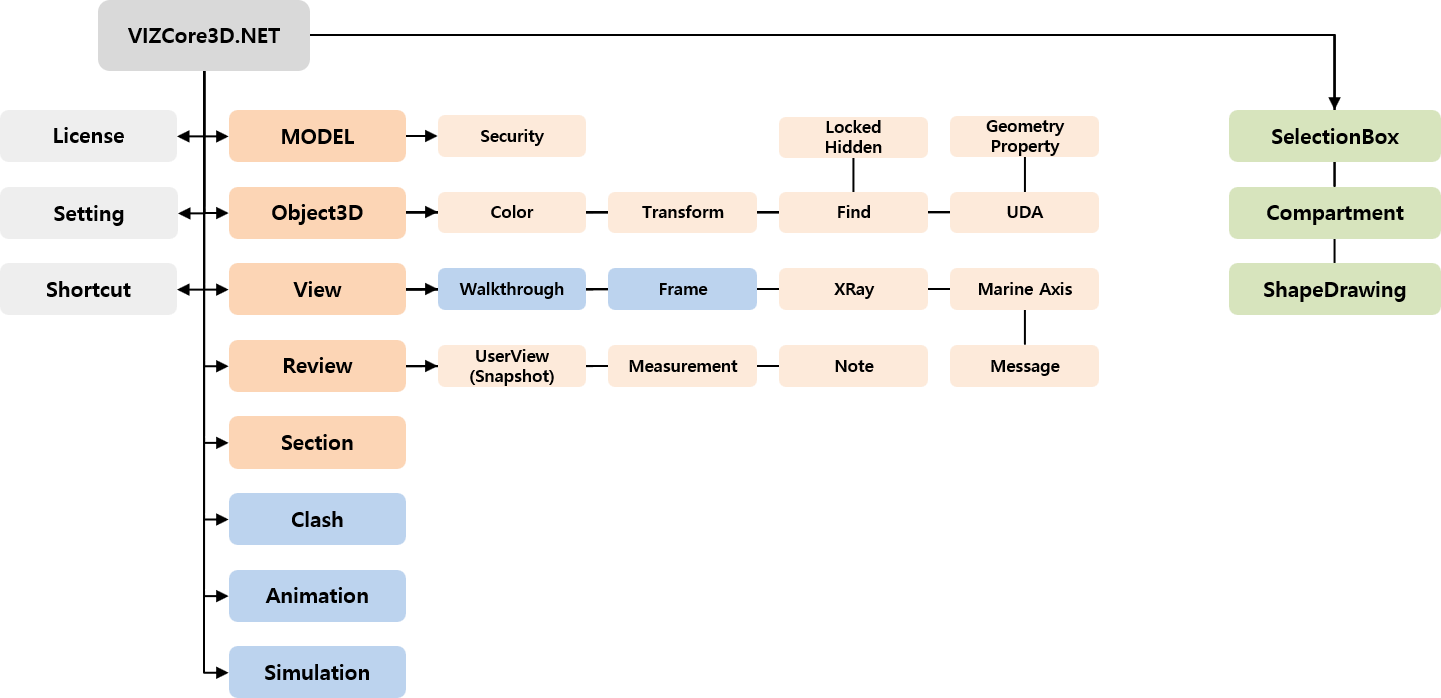 VIZCore3D.NET
License
MODEL
Security
Locked
Hidden
Geometry
Property
SelectionBox
Setting
Object3D
Color
Transform
Find
UDA
Compartment
Shortcut
View
Walkthrough
Frame
XRay
Marine Axis
ShapeDrawing
Review
UserView
(Snapshot)
Measurement
Note
Message
Section
Clash
Animation
Simulation